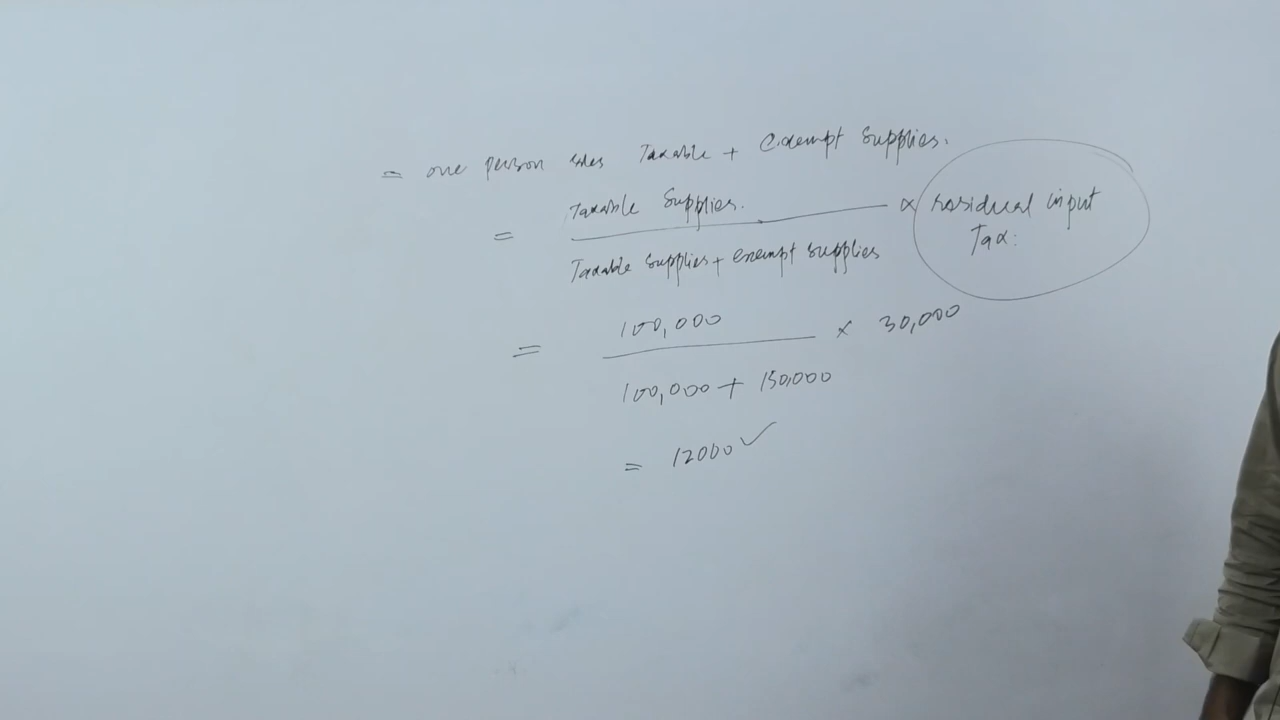 = one person sales Taxable + Exempt Supplies.
= Taxable Supplies. × residual input
Taxable Supplies + exempt supplies Tax:
= 100,000 × 30,000
100,000 + 150,000
= 12000 ✓